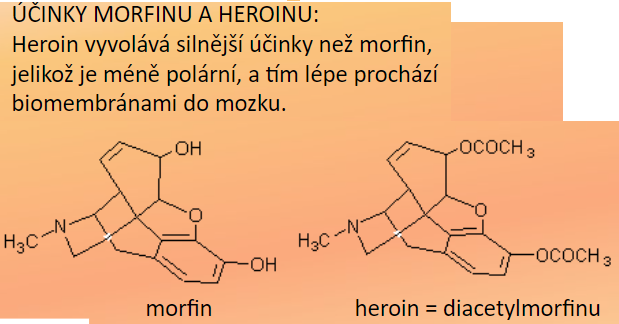 ÚČINKY MORFINU A HEROINU:
Heroin vyvolává silnější účinky než morfin,
jelikož je méně polární, a tím lépe prochází
biomembránami do mozku.
OH
OCOCH₃
O
O
N
N
H₃C
H₃C
OH
OCOCH₃
morfin
heroin = diacetylmorfinu